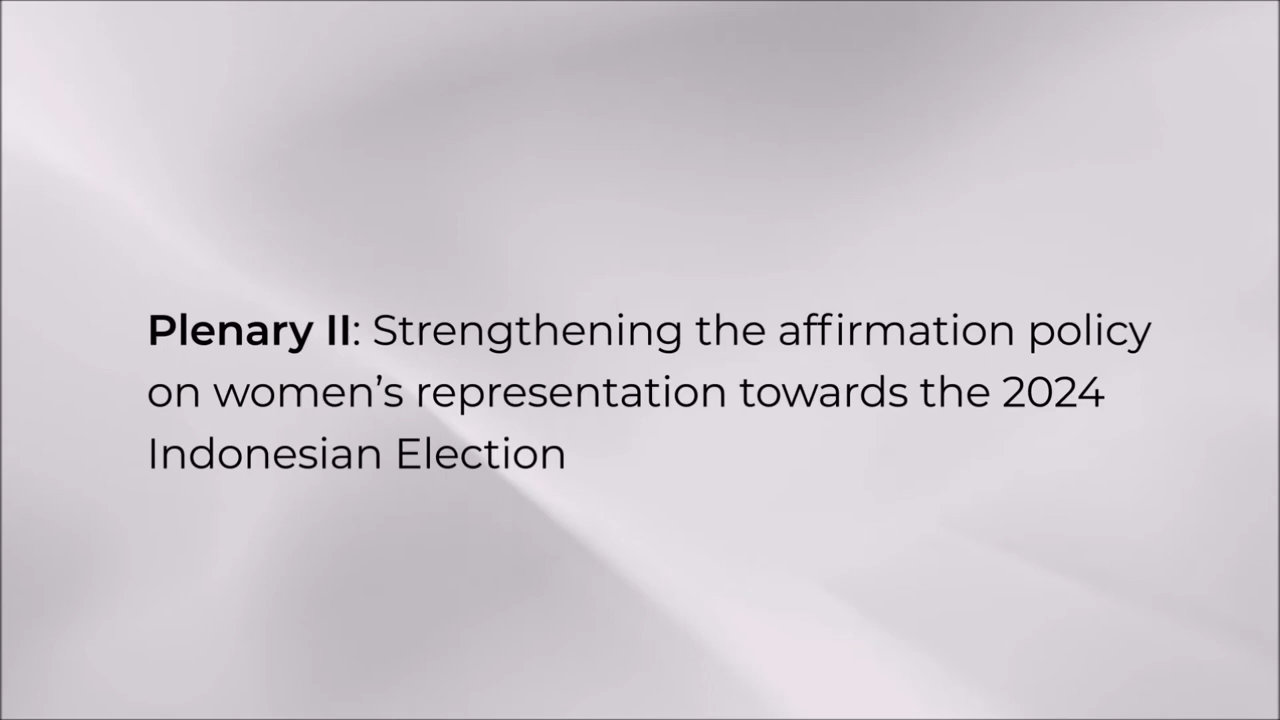 Plenary II: Strengthening the affirmation policy
on women’s representation towards the 2024
Indonesian Election